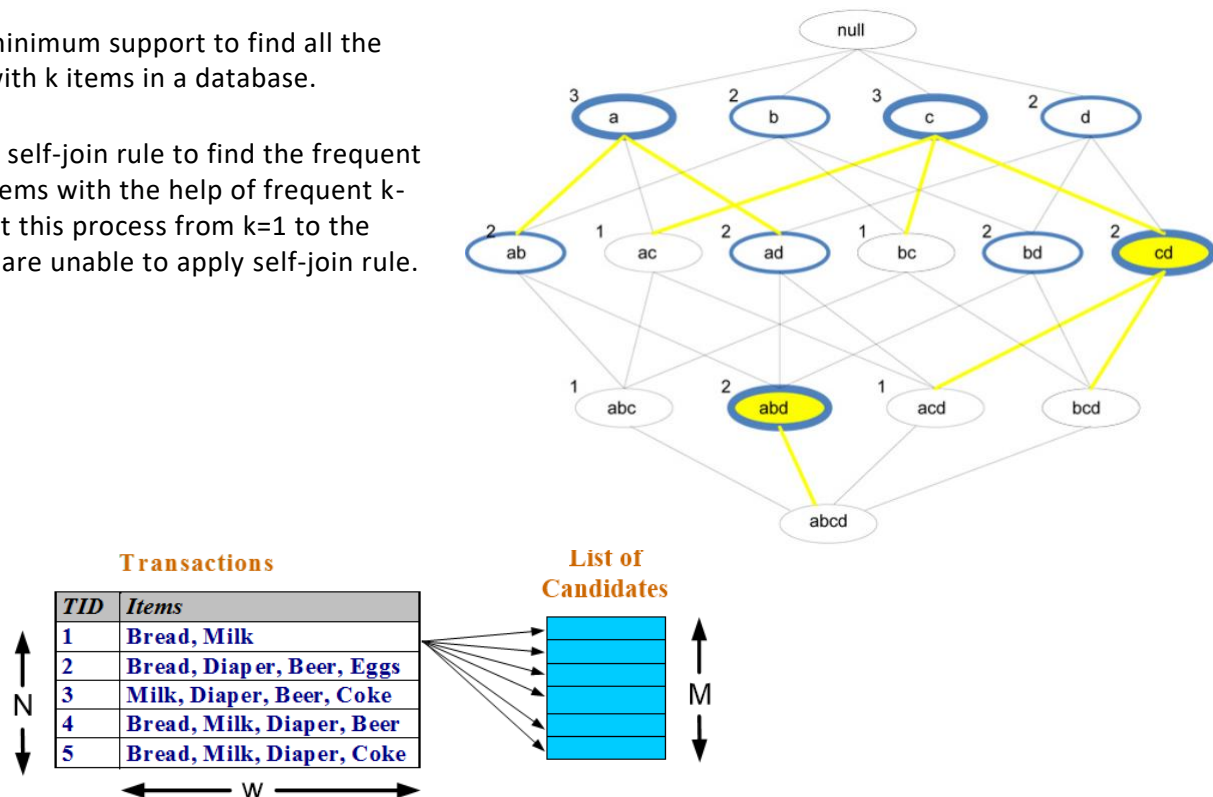 minimum support to find all the
with k items in a database.
self-join rule to find the frequent
tems with the help of frequent k-
t this process from k=1 to the
are unable to apply self-join rule.
null
3 a
2 b
3 c
2 d
2 ab
1 ac
2 ad
1 bc
2 bd
2 cd
1 abc
2 abd
1 acd
bcd
abcd
Transactions
TID Items
1 Bread, Milk
2 Bread, Diaper, Beer, Eggs
3 Milk, Diaper, Beer, Coke
4 Bread, Milk, Diaper, Beer
5 Bread, Milk, Diaper, Coke
N
W
List of
Candidates
M